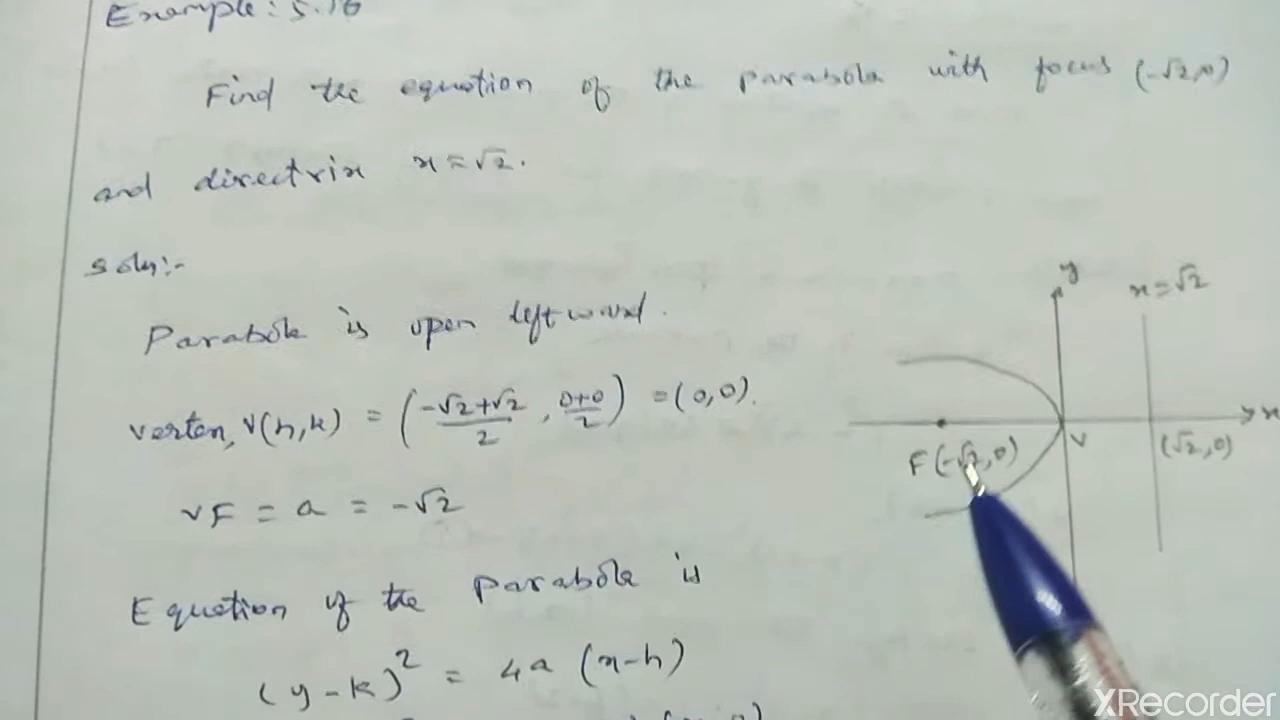 Example: 5.16
Find the equation of the parabola with focus (-√2,0)
and directrix x = √2.
Soln:-
Parabola is open leftward.
vertex, V(h,k) = (-√2+√2/2, 0+0/2) = (0,0).
VF = a = -√2
Equation of the parabola is
(y-k)² = 4a (x-h)
y
x = √2
x
V
(√2,0)
F(-√2,0)
XRecorder